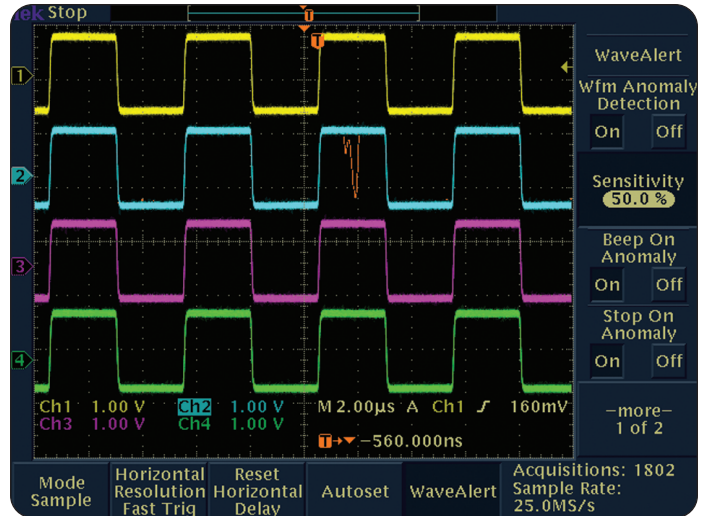 Tek Stop
T
T
1
2
3
4
WaveAlert
Wfm Anomaly
Detection
On Off
Sensitivity
50.0 %
Beep On
Anomaly
On Off
Stop On
Anomaly
On Off
-more-
1 of 2
Ch1 1.00 V Ch2 1.00 V M 2.00µs A Ch1 160mV
Ch3 1.00 V Ch4 1.00 V
T→▼ -560.000ns
Mode
Sample
Horizontal
Resolution
Fast Trig
Reset
Horizontal
Delay
Autoset
WaveAlert
Acquisitions: 1802
Sample Rate:
25.0MS/s